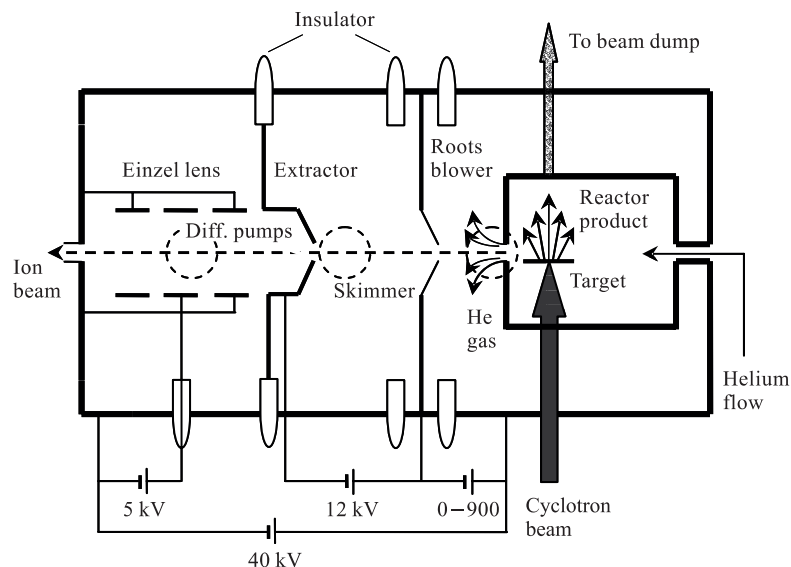 Insulator
To beam dump
Einzel lens
Extractor
Roots
blower
Reactor
product
Diff. pumps
Ion
beam
Skimmer
Target
He
gas
Helium
flow
5 kV
12 kV
0−900
Cyclotron
beam
40 kV